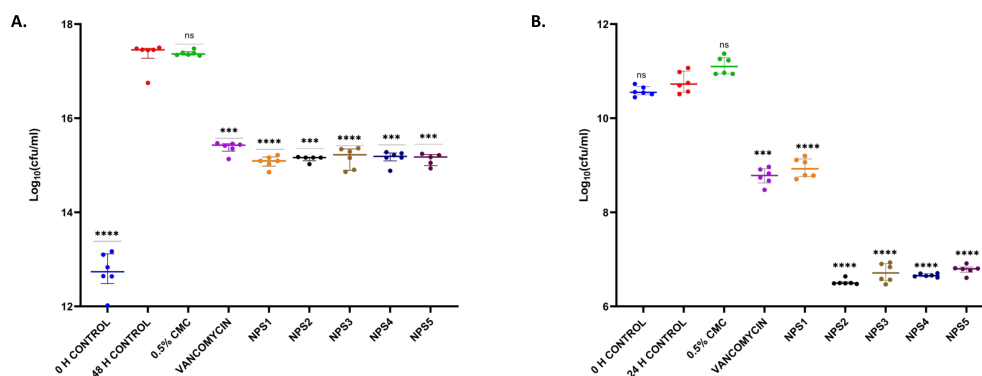 A.
Log10(cfu/ml)
18
16
14
12
****
ns
***
****
***
****
***
***
0 H CONTROL
48 H CONTROL
0.5% CMC
VANCOMYCIN
NPS1
NPS2
NPS3
NPS4
NPS5
B.
Log10(cfu/ml)
12
10
8
6
ns
ns
***
****
****
****
****
****
0 H CONTROL
24 H CONTROL
0.5% CMC
VANCOMYCIN
NPS1
NPS2
NPS3
NPS4
NPS5